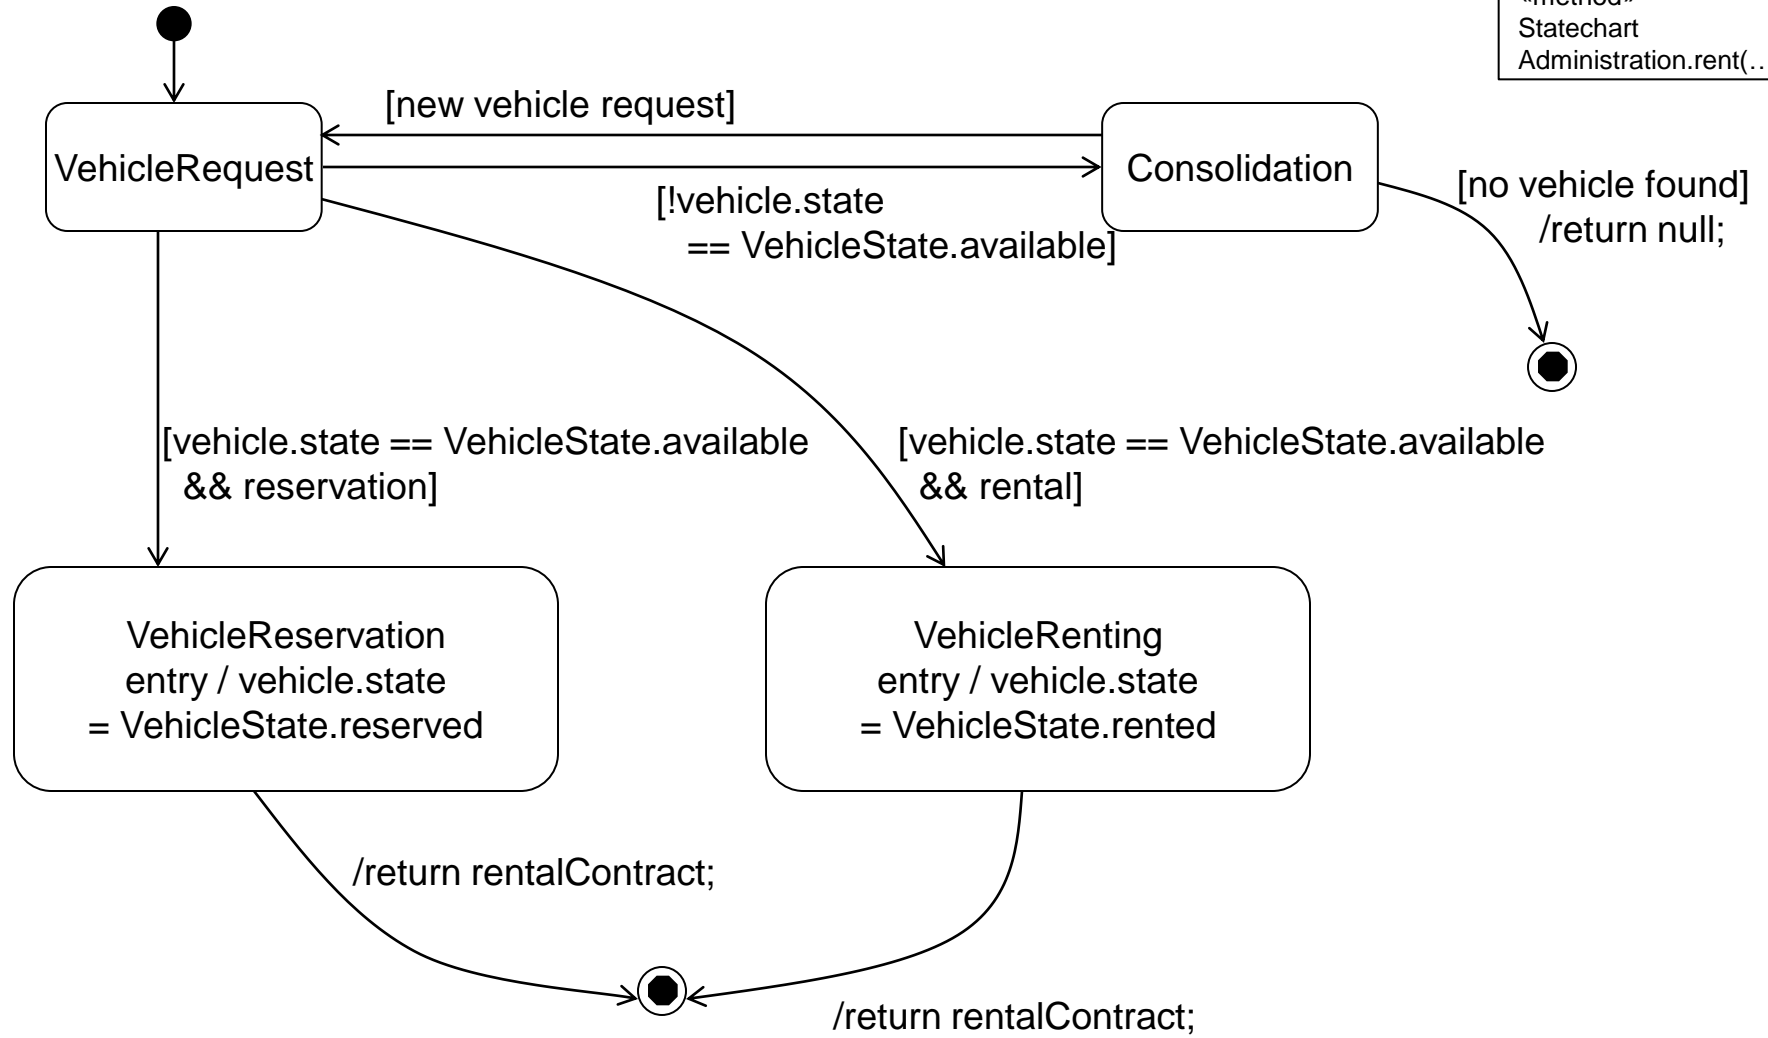 Statechart
Administration.rent(…
[new vehicle request]
VehicleRequest
Consolidation
[no vehicle found]
/return null;
[!vehicle.state
== VehicleState.available]
[vehicle.state == VehicleState.available
&& reservation]
[vehicle.state == VehicleState.available
&& rental]
VehicleReservation
entry / vehicle.state
= VehicleState.reserved
VehicleRenting
entry / vehicle.state
= VehicleState.rented
/return rentalContract;
/return rentalContract;